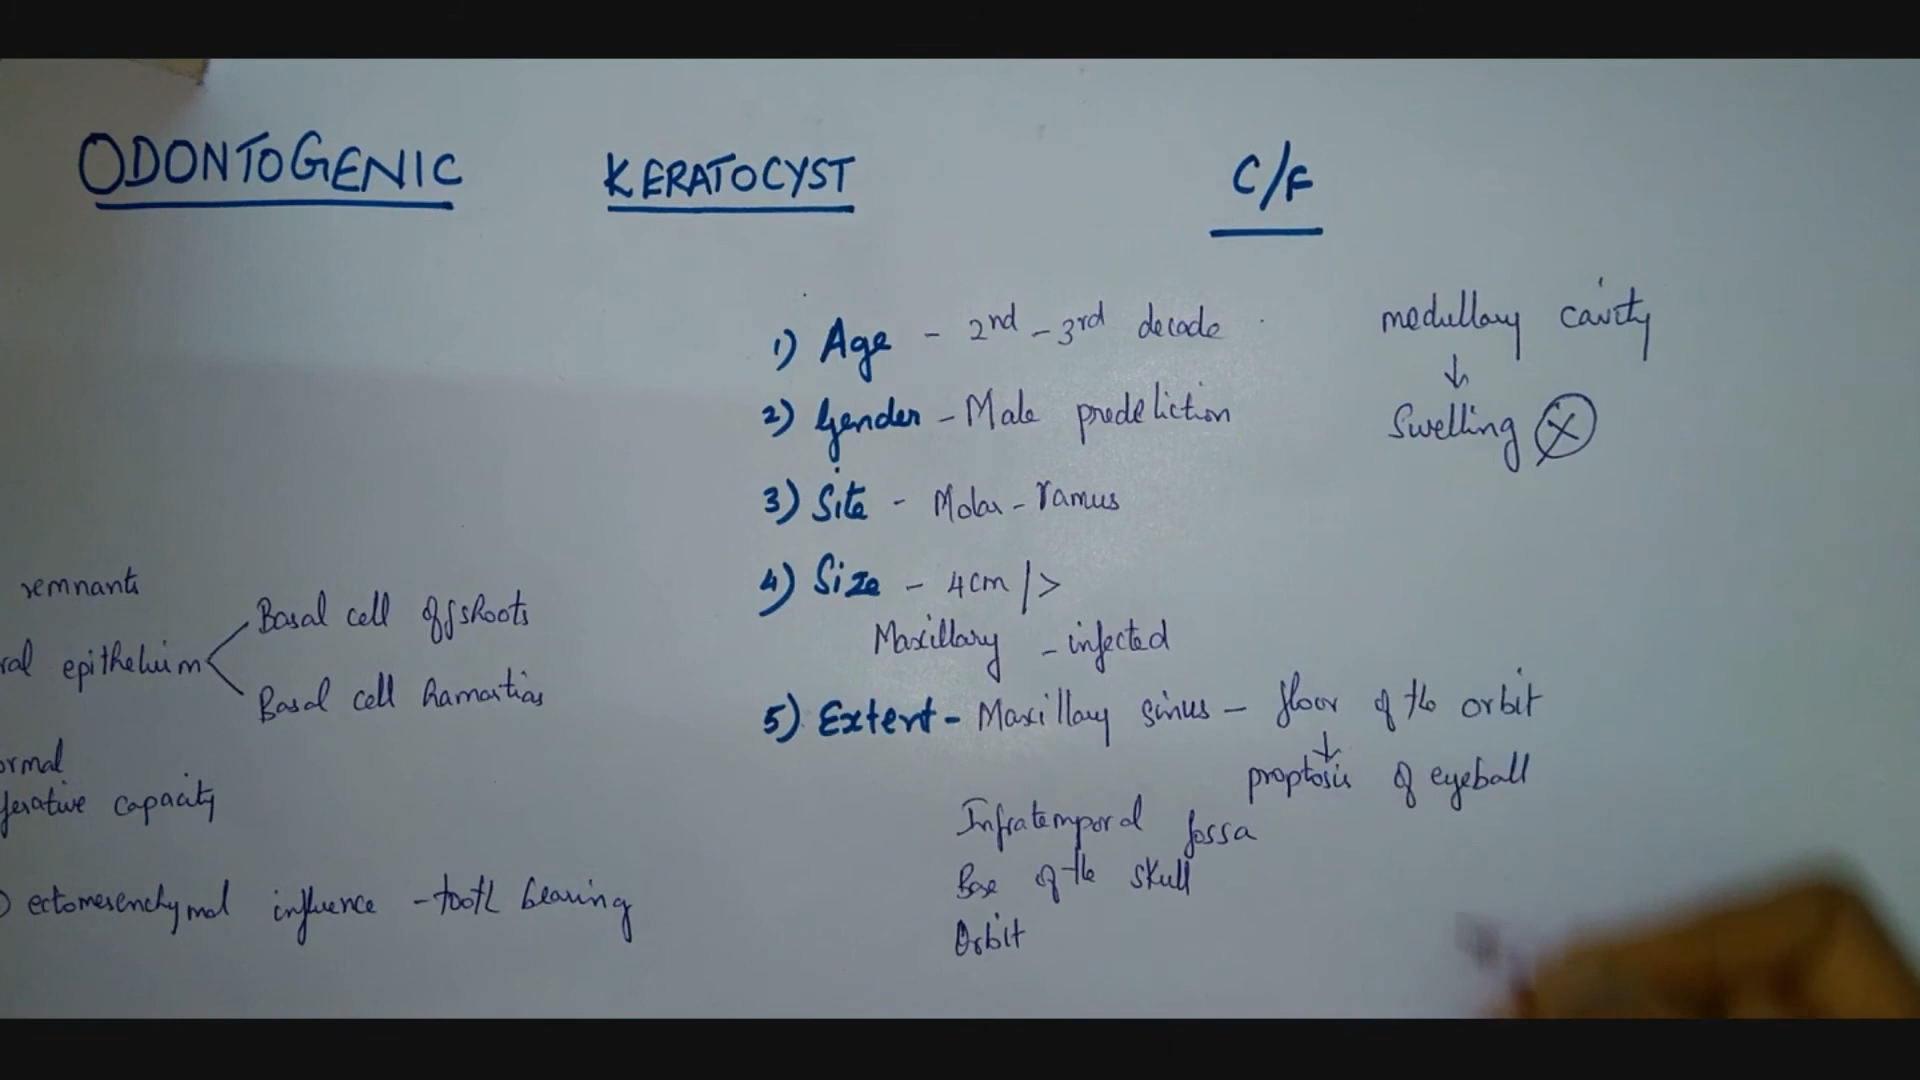 ODONTOGENIC KERATOCYST C/F
1) Age - 2nd - 3rd decade
2) Gender - Male predeliction
3) Site - Molar - ramus
4) Size - 4cm / >
Maxillary - infected
5) Extent - Maxillary sinus - floor of the orbit
↓
proptosis of eyeball
Infratemporal fossa
Base of the skull
Orbit
medullary cavity
↓
Swelling X
remnants
epithelium
Basal cell offshoots
Basal cell hamartias
capacity
ectomesenchymal influence - tooth bearing